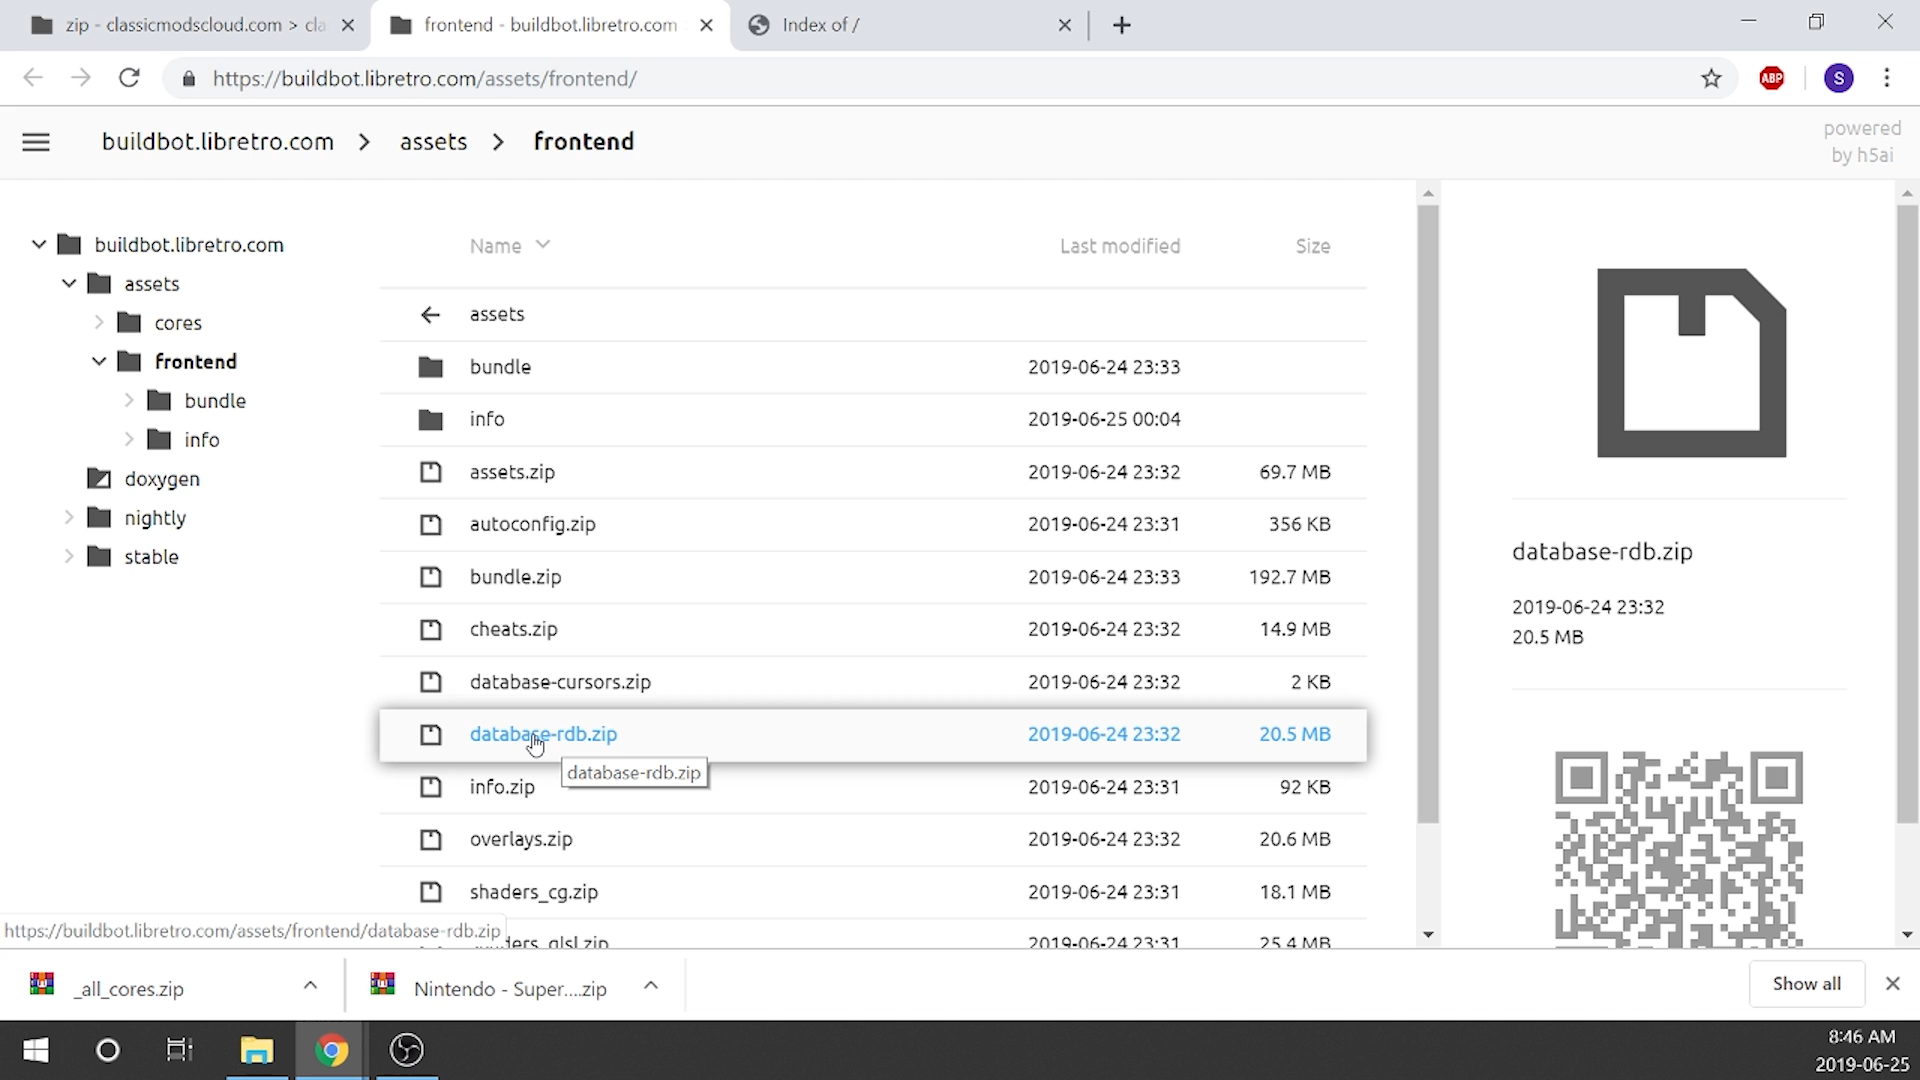 zip - classicmodscloud.com > cla
frontend - buildbot.libretro.com
Index of /
https://buildbot.libretro.com/assets/frontend/
ABP
S
buildbot.libretro.com > assets > frontend
powered
by h5ai
buildbot.libretro.com
assets
cores
frontend
bundle
info
doxygen
nightly
stable
Name Last modified Size
assets
bundle 2019-06-24 23:33
info 2019-06-25 00:04
assets.zip 2019-06-24 23:32 69.7 MB
autoconfig.zip 2019-06-24 23:31 356 KB
bundle.zip 2019-06-24 23:33 192.7 MB
cheats.zip 2019-06-24 23:32 14.9 MB
database-cursors.zip 2019-06-24 23:32 2 KB
database-rdb.zip 2019-06-24 23:32 20.5 MB
database-rdb.zip
info.zip 2019-06-24 23:31 92 KB
overlays.zip 2019-06-24 23:32 20.6 MB
shaders_cg.zip 2019-06-24 23:31 18.1 MB
ders_glsl.zip 2019-06-24 23:31 25.4 MB
database-rdb.zip
2019-06-24 23:32
20.5 MB
https://buildbot.libretro.com/assets/frontend/database-rdb.zip
_all_cores.zip
Nintendo - Super....zip
Show all
8:46 AM
2019-06-25